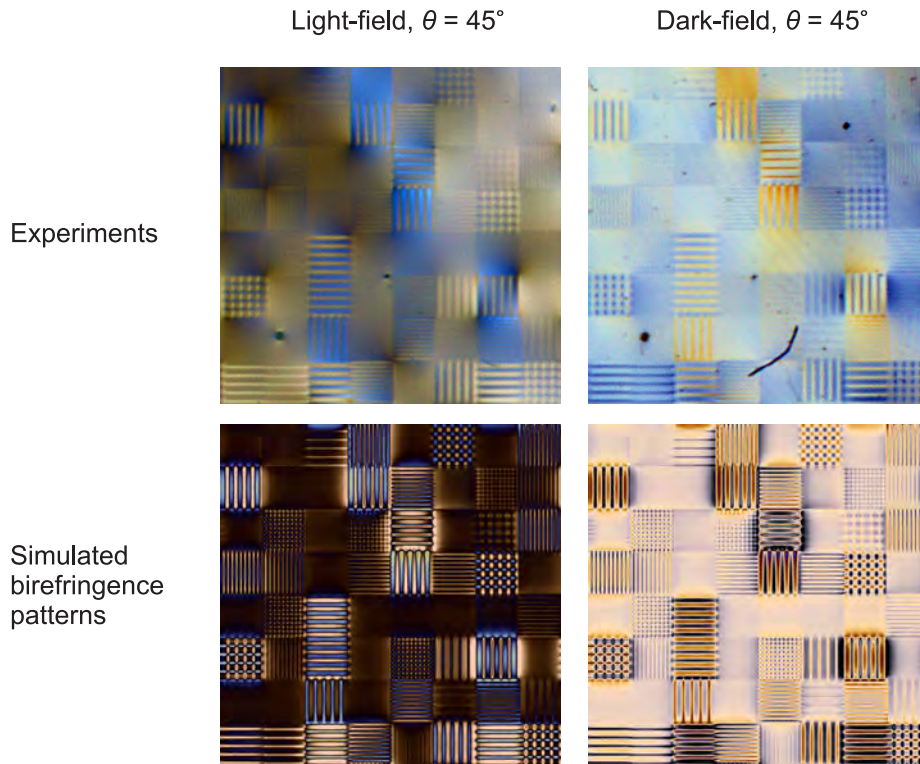 Light-field, θ = 45°
Dark-field, θ = 45°
Experiments
Simulated
birefringence
patterns